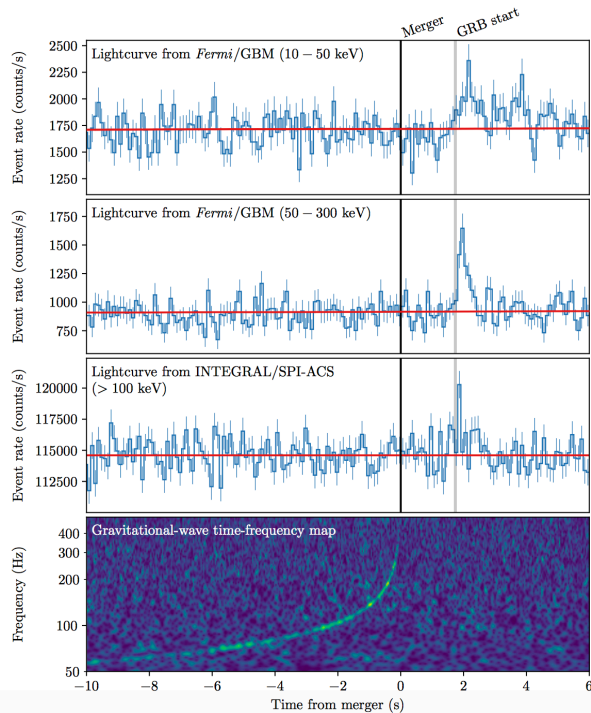 Merger
GRB start
Lightcurve from Fermi/GBM (10 − 50 keV)
Event rate (counts/s)
2500
2250
2000
1750
1500
1250
Lightcurve from Fermi/GBM (50 − 300 keV)
Event rate (counts/s)
1750
1500
1250
1000
750
Lightcurve from INTEGRAL/SPI-ACS
(> 100 keV)
Event rate (counts/s)
120000
117500
115000
112500
Gravitational-wave time-frequency map
Frequency (Hz)
400
300
200
100
50
−10 −8 −6 −4 −2 0 2 4 6
Time from merger (s)